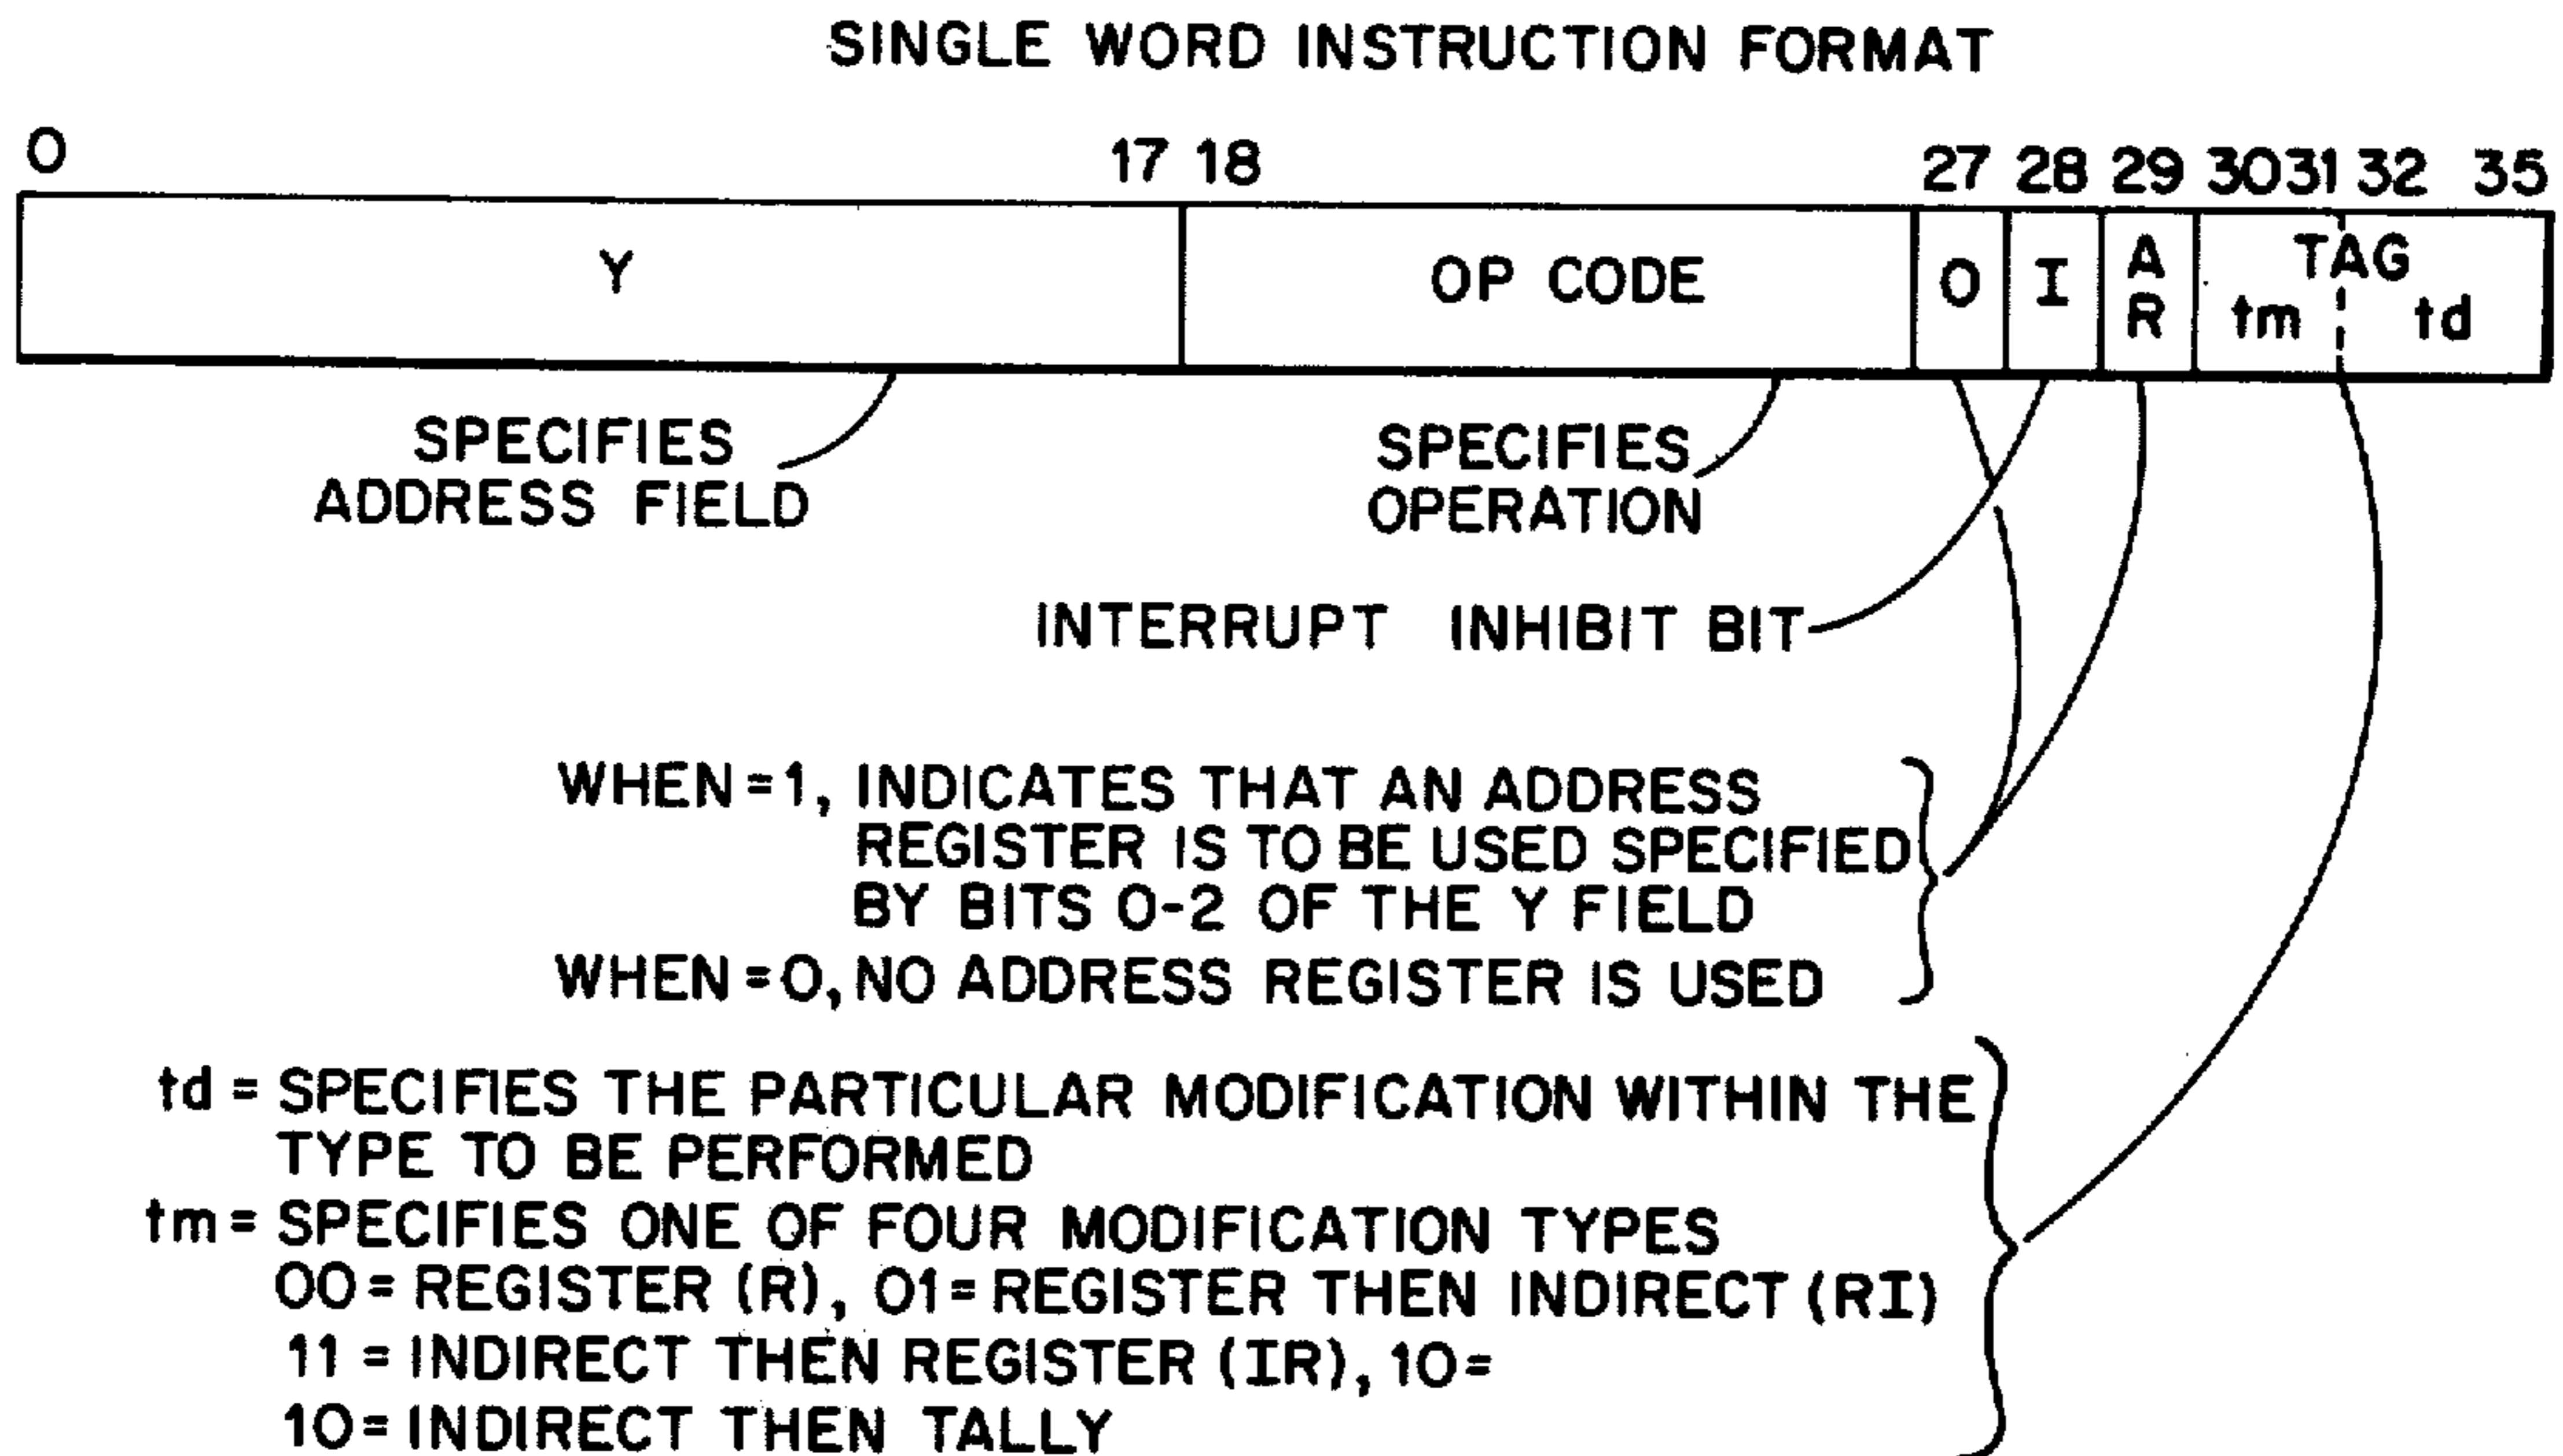 SINGLE WORD INSTRUCTION FORMAT
0 17 18 27 28 29 30 31 32 35
Y OP CODE 0 I A R TAG
tm td
SPECIFIES
ADDRESS FIELD
SPECIFIES
OPERATION
INTERRUPT INHIBIT BIT
WHEN=1, INDICATES THAT AN ADDRESS
REGISTER IS TO BE USED SPECIFIED
BY BITS 0-2 OF THE Y FIELD
WHEN=0, NO ADDRESS REGISTER IS USED
td = SPECIFIES THE PARTICULAR MODIFICATION WITHIN THE
TYPE TO BE PERFORMED
tm = SPECIFIES ONE OF FOUR MODIFICATION TYPES
00 = REGISTER (R), 01 = REGISTER THEN INDIRECT (RI)
11 = INDIRECT THEN REGISTER (IR), 10 =
10 = INDIRECT THEN TALLY